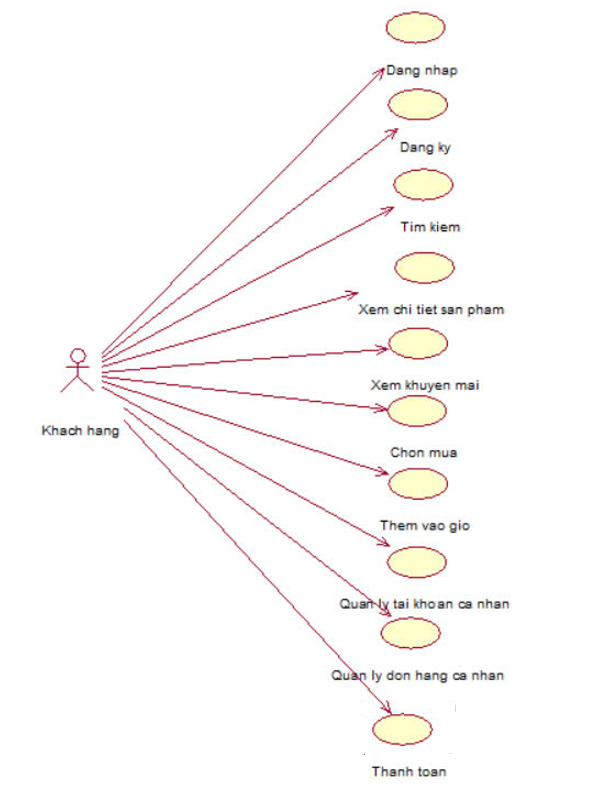 Dang nhap
Dang ky
Tim kiem
Xem chi tiet san pham
Xem khuyen mai
Khach hang
Chon mua
Them vao gio
Quan ly tai khoan ca nhan
Quan ly don hang ca nhan
Thanh toan